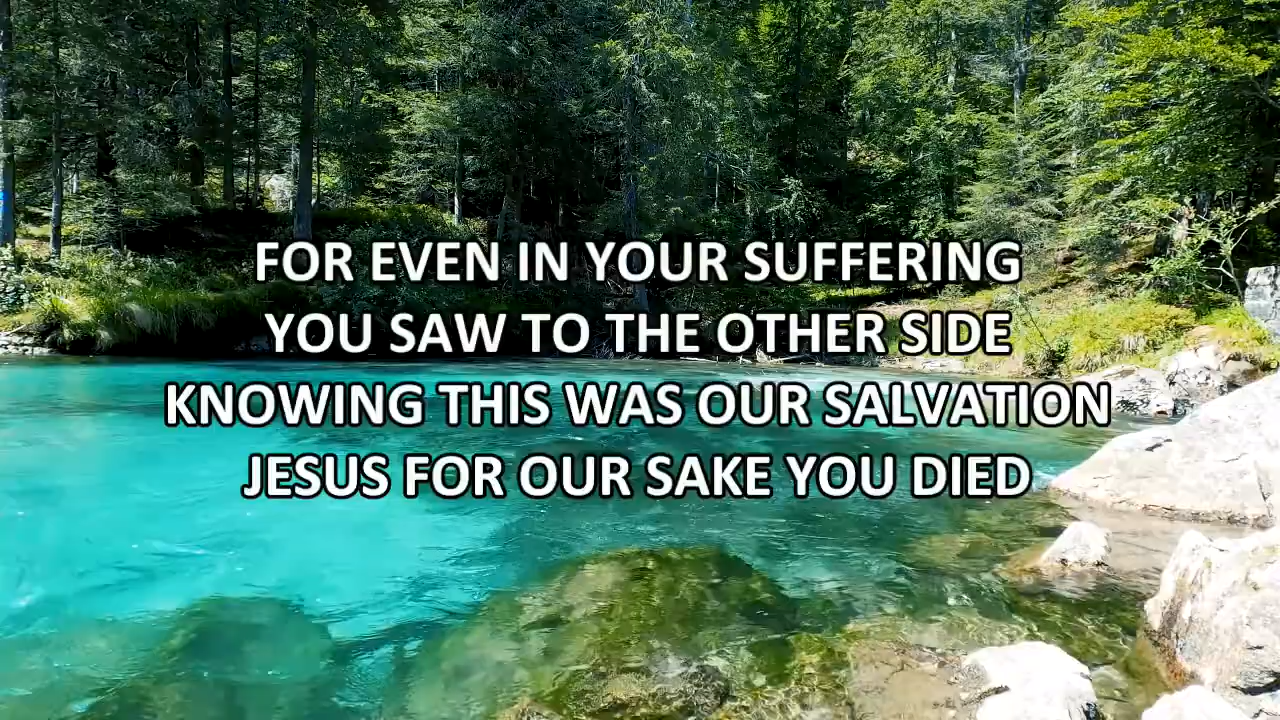 FOR EVEN IN YOUR SUFFERING
YOU SAW TO THE OTHER SIDE
KNOWING THIS WAS OUR SALVATION
JESUS FOR OUR SAKE YOU DIED